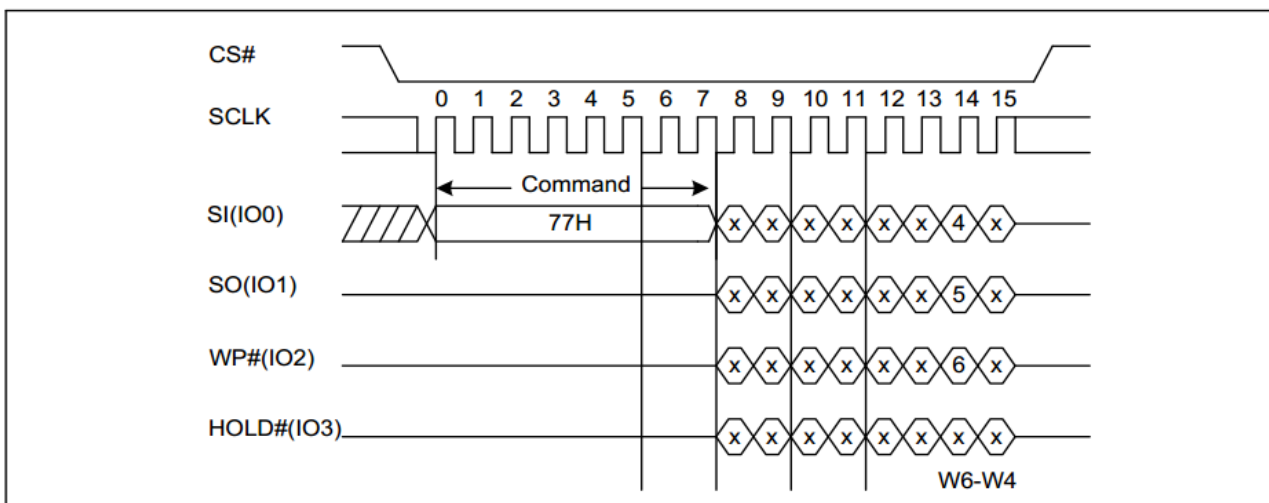 CS#
0 1 2 3 4 5 6 7 8 9 10 11 12 13 14 15
SCLK
Command
SI(IO0) 77H x x x x x x 4 x
SO(IO1) x x x x x x 5 x
WP#(IO2) x x x x x x 6 x
HOLD#(IO3) x x x x x x x x
W6-W4